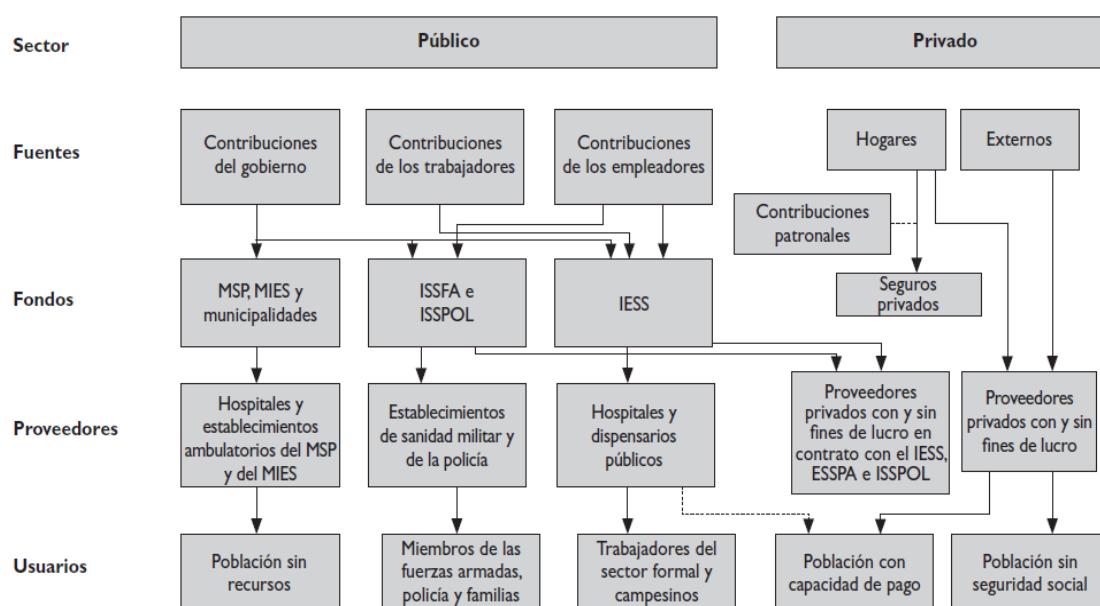 Sector
Público
Privado
Fuentes
Contribuciones
del gobierno
Contribuciones
de los trabajadores
Contribuciones
de los empleadores
Hogares
Externos
Contribuciones
patronales
Fondos
MSP, MIES y
municipalidades
ISSFA e
ISSPOL
IESS
Seguros
privados
Proveedores
Hospitales y
establecimientos
ambulatorios del MSP
y del MIES
Establecimientos
de sanidad militar y
de la policía
Hospitales y
dispensarios
públicos
Proveedores
privados con y sin
fines de lucro en
contrato con el IESS,
ESSPA e ISSPOL
Proveedores
privados con y sin
fines de lucro
Usuarios
Población sin
recursos
Miembros de las
fuerzas armadas,
policía y familias
Trabajadores del
sector formal y
campesinos
Población con
capacidad de pago
Población sin
seguridad social